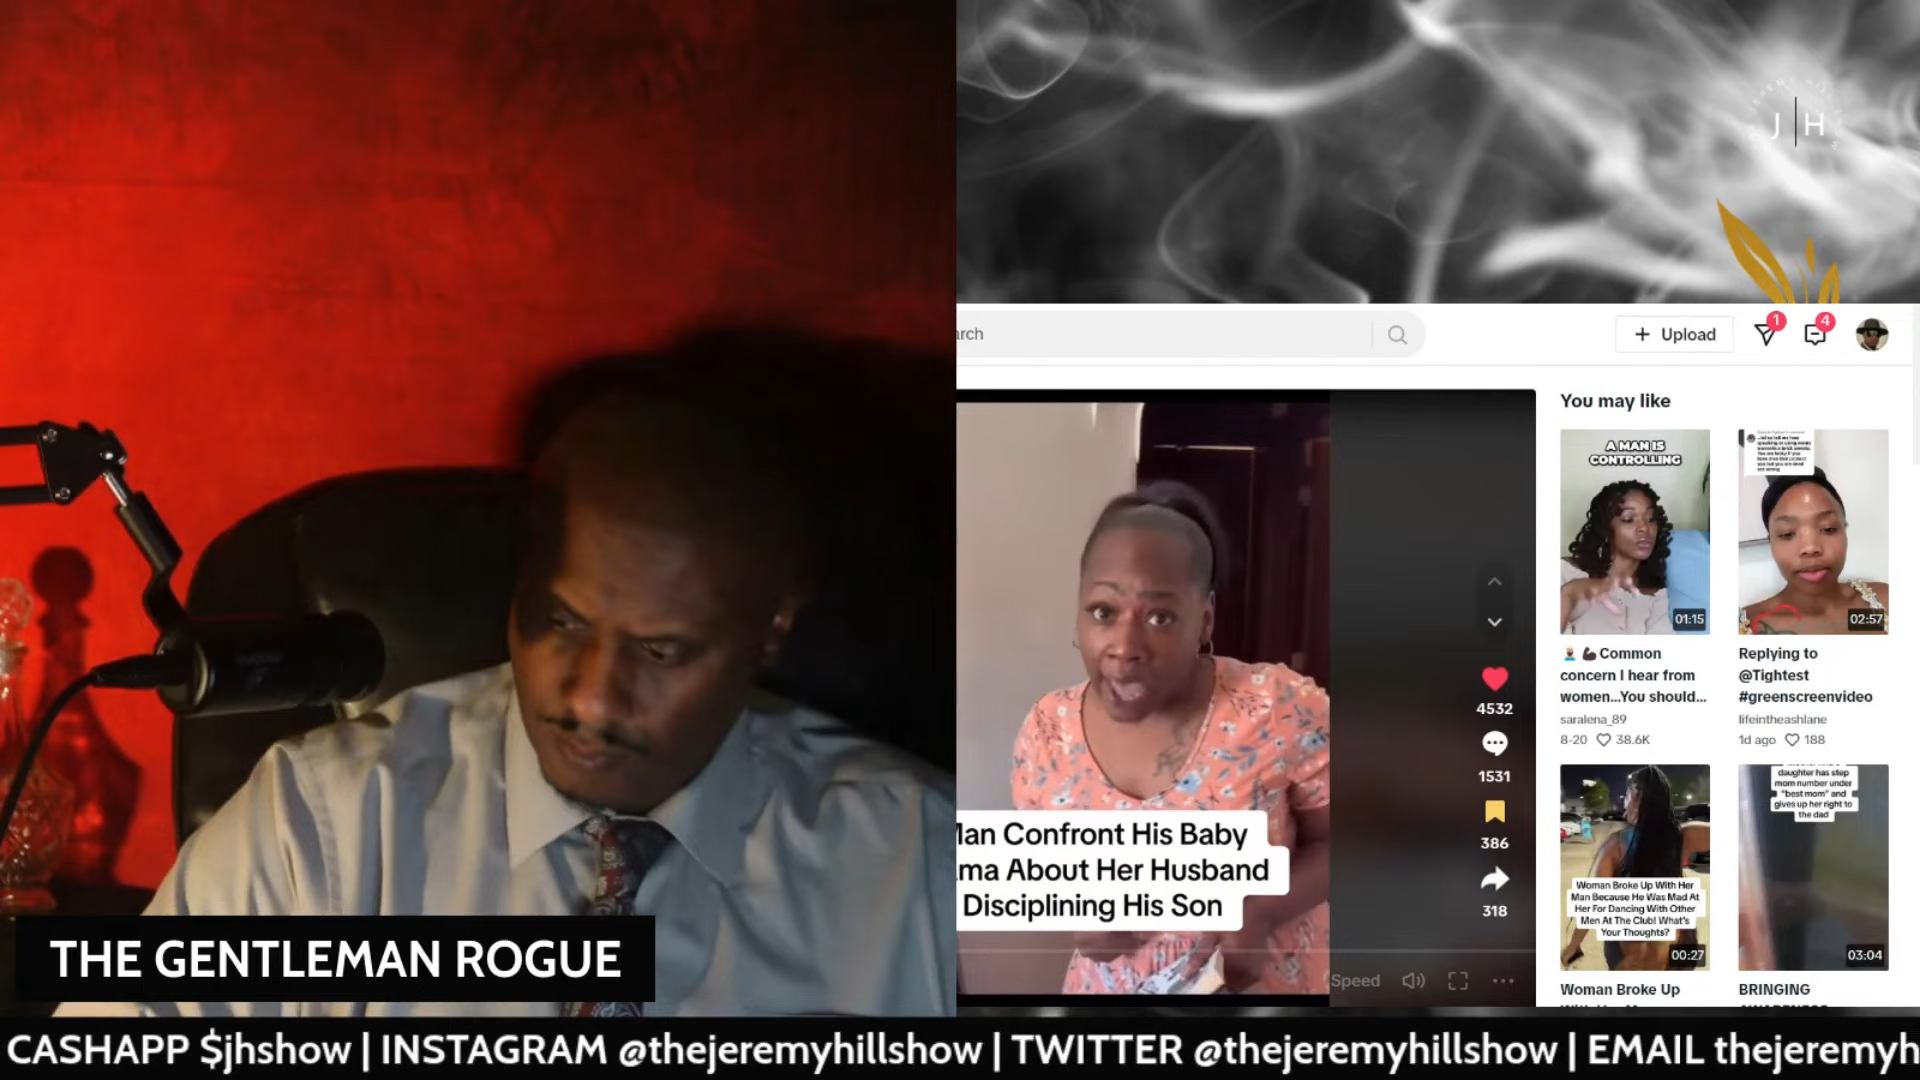 J | H
arch
+ Upload
1
4
You may like
A MAN IS
CONTROLLING
01:15
02:57
Common
concern I hear from
women...You should...
saralena_89
8-20 38.6K
Replying to
@Tightest
#greenscreenvideo
lifeintheashlane
1d ago 188
4532
1531
386
318
Man Confront His Baby
ma About Her Husband
Disciplining His Son
Speed
Woman Broke Up With Her
Man Because He Was Mad At
Her For Dancing With Other
Men At The Club! What's
Your Thoughts?
00:27
Woman Broke Up
daughter has step
mom number under
"best mom" and
gives up her right to
the dad
03:04
BRINGING
THE GENTLEMAN ROGUE
CASHAPP $jhshow | INSTAGRAM @thejeremyhillshow | TWITTER @thejeremyhillshow | EMAIL thejeremyh